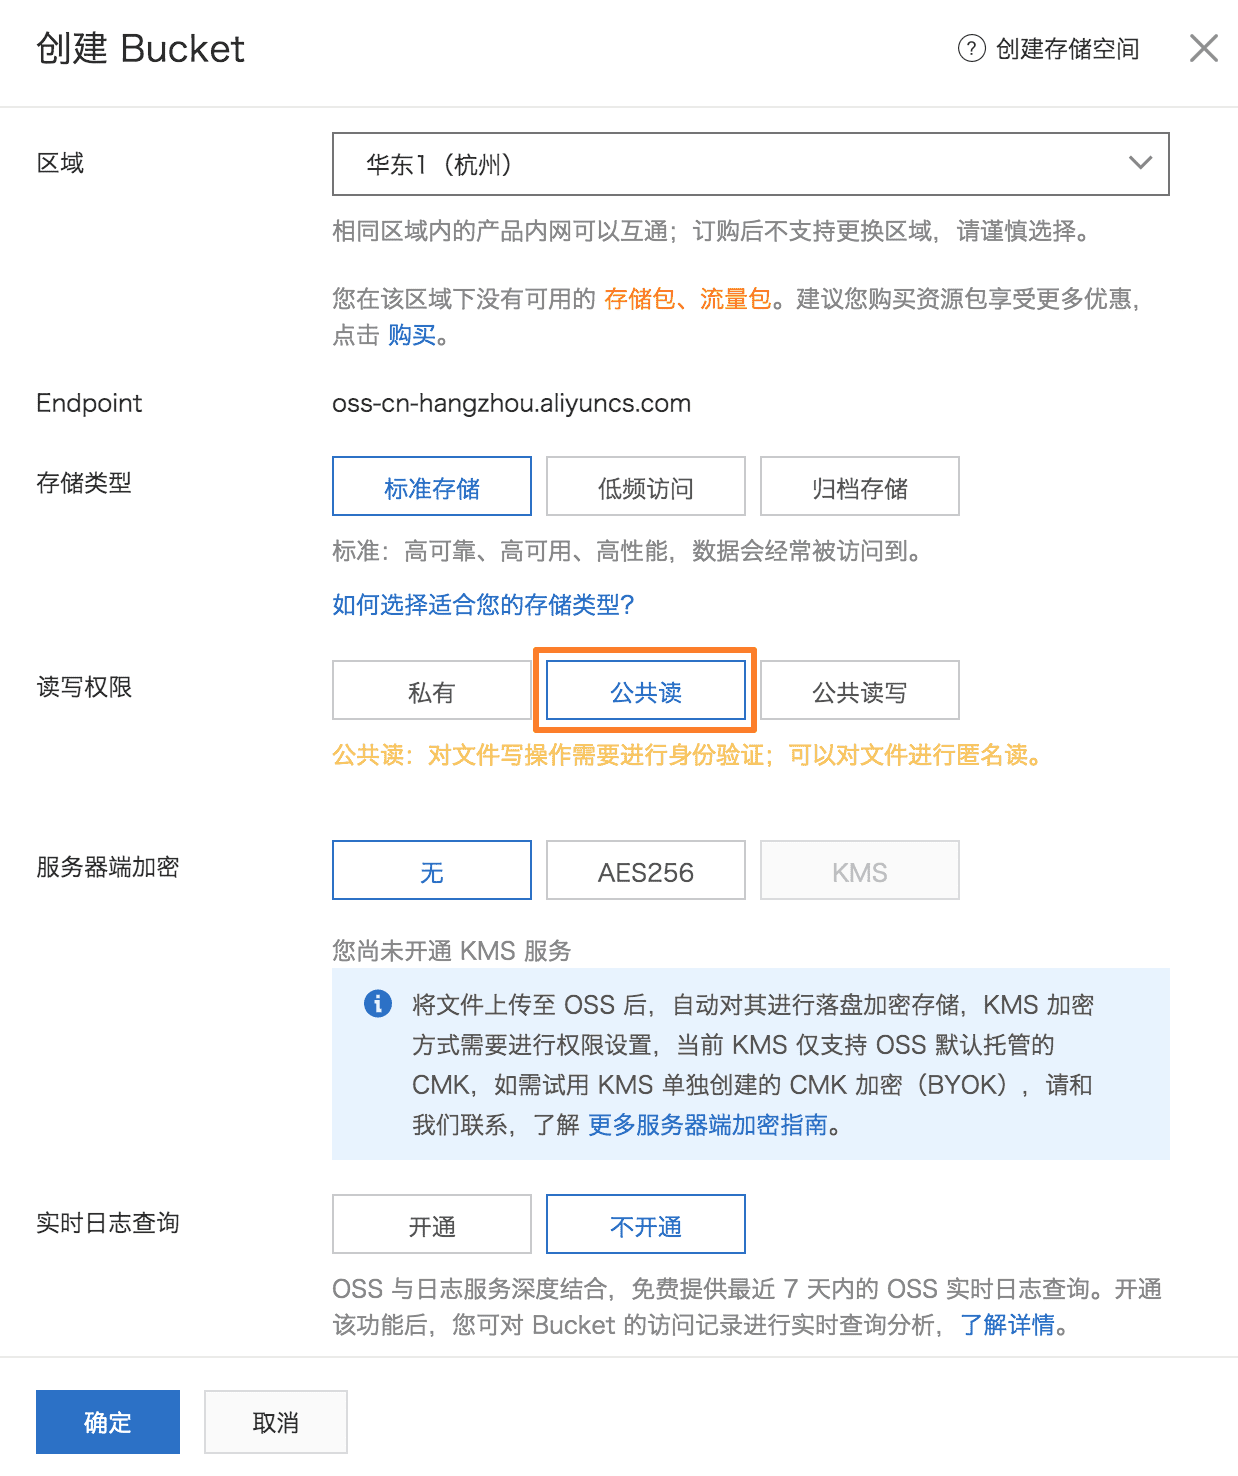 创建 Bucket
? 创建存储空间
区域
华东1（杭州）
相同区域内的产品内网可以互通；订购后不支持更换区域，请谨慎选择。
您在该区域下没有可用的 存储包、流量包。建议您购买资源包享受更多优惠，
点击 购买。
Endpoint
oss-cn-hangzhou.aliyuncs.com
存储类型
标准存储
低频访问
归档存储
标准：高可靠、高可用、高性能，数据会经常被访问到。
如何选择适合您的存储类型？
读写权限
私有
公共读
公共读写
公共读：对文件写操作需要进行身份验证；可以对文件进行匿名读。
服务器端加密
无
AES256
KMS
您尚未开通 KMS 服务
将文件上传至 OSS 后，自动对其进行落盘加密存储，KMS 加密
方式需要进行权限设置，当前 KMS 仅支持 OSS 默认托管的
CMK，如需试用 KMS 单独创建的 CMK 加密（BYOK），请和
我们联系，了解 更多服务器端加密指南。
实时日志查询
开通
不开通
OSS 与日志服务深度结合，免费提供最近 7 天内的 OSS 实时日志查询。开通
该功能后，您可对 Bucket 的访问记录进行实时查询分析，了解详情。
确定
取消